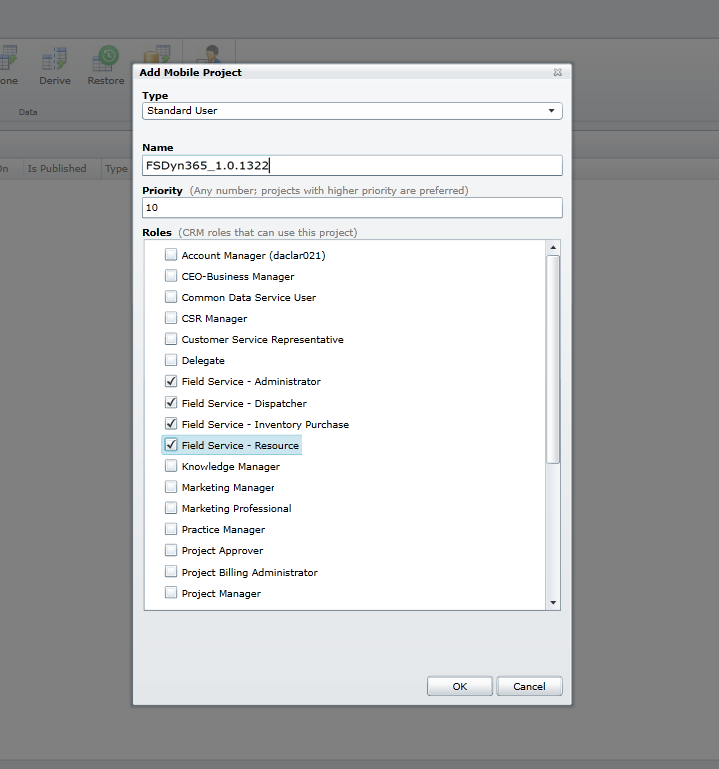 one Derive Restore
Data
On Is Published Type
Add Mobile Project
Type
Standard User
Name
FSDyn365_1.0.1322
Priority (Any number; projects with higher priority are preferred)
10
Roles (CRM roles that can use this project)
Account Manager (daclar021)
CEO-Business Manager
Common Data Service User
CSR Manager
Customer Service Representative
Delegate
Field Service - Administrator
Field Service - Dispatcher
Field Service - Inventory Purchase
Field Service - Resource
Knowledge Manager
Marketing Manager
Marketing Professional
Practice Manager
Project Approver
Project Billing Administrator
Project Manager
OK Cancel